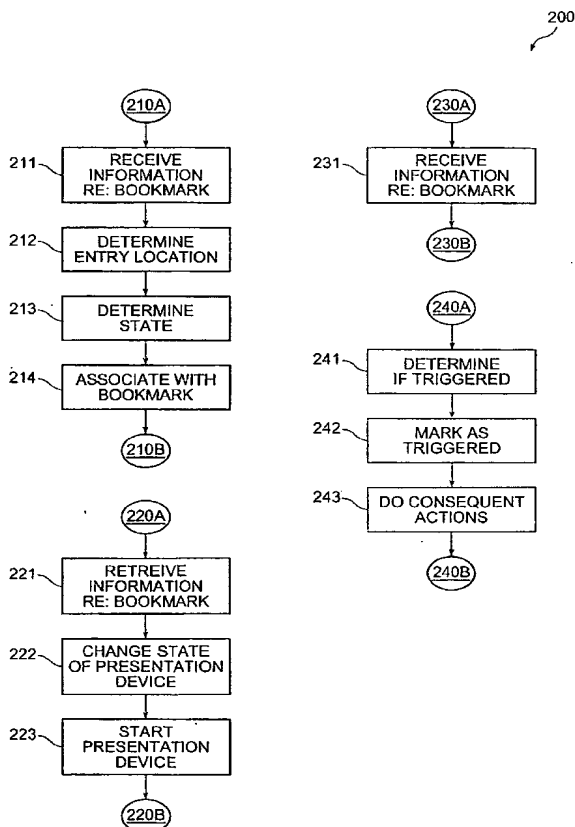 200
210A
211
RECEIVE
INFORMATION
RE: BOOKMARK
212
DETERMINE
ENTRY LOCATION
213
DETERMINE
STATE
214
ASSOCIATE WITH
BOOKMARK
210B
220A
221
RETREIVE
INFORMATION
RE: BOOKMARK
222
CHANGE STATE
OF PRESENTATION
DEVICE
223
START
PRESENTATION
DEVICE
220B
230A
231
RECEIVE
INFORMATION
RE: BOOKMARK
230B
240A
241
DETERMINE
IF TRIGGERED
242
MARK AS
TRIGGERED
243
DO CONSEQUENT
ACTIONS
240B